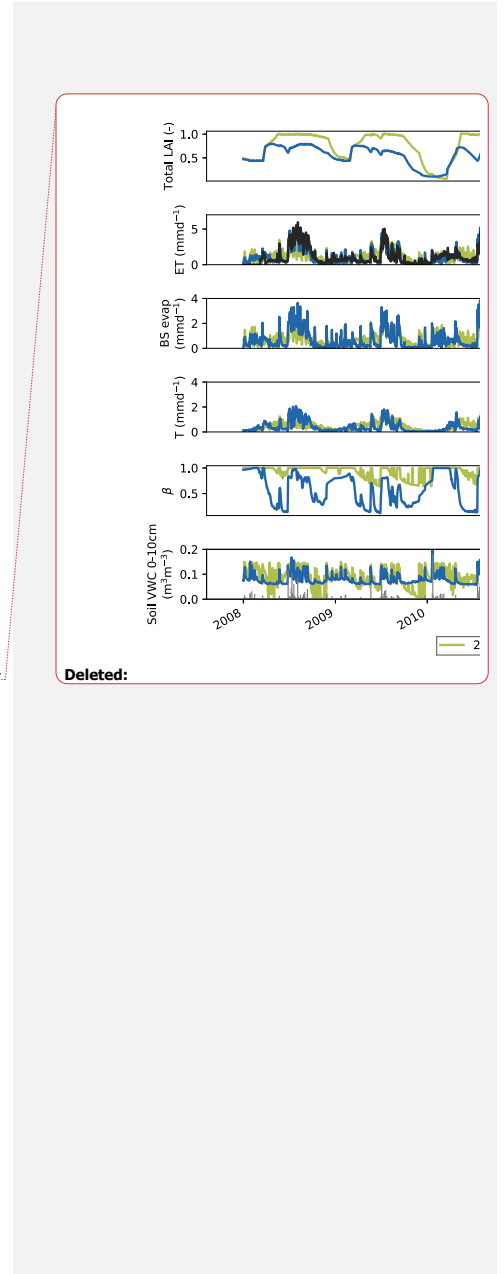 Total LAI (-)
1.0
0.5
ET (mmd⁻¹)
5
0
BS evap
(mmd⁻¹)
4
2
0
T (mmd⁻¹)
4
2
0
β
1.0
0.5
Soil VWC 0-10cm
(m³m⁻³)
0.2
0.1
0.0
2008
2009
2010
2
Deleted: